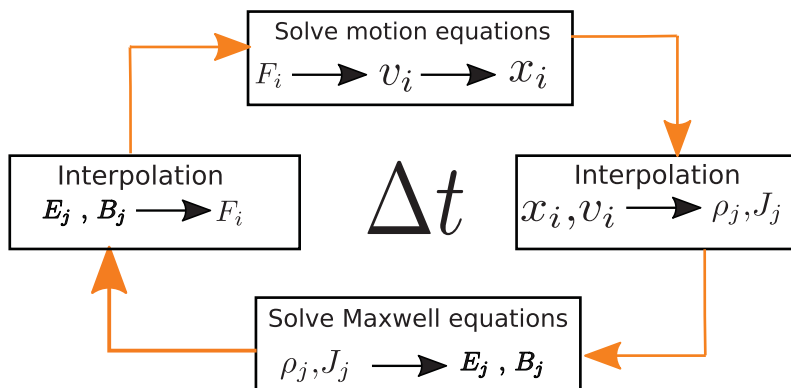 Solve motion equations
F_i → v_i → x_i
Interpolation
E_j , B_j → F_i
Δt
Interpolation
x_i,v_i → ρ_j,J_j
Solve Maxwell equations
ρ_j,J_j → E_j , B_j